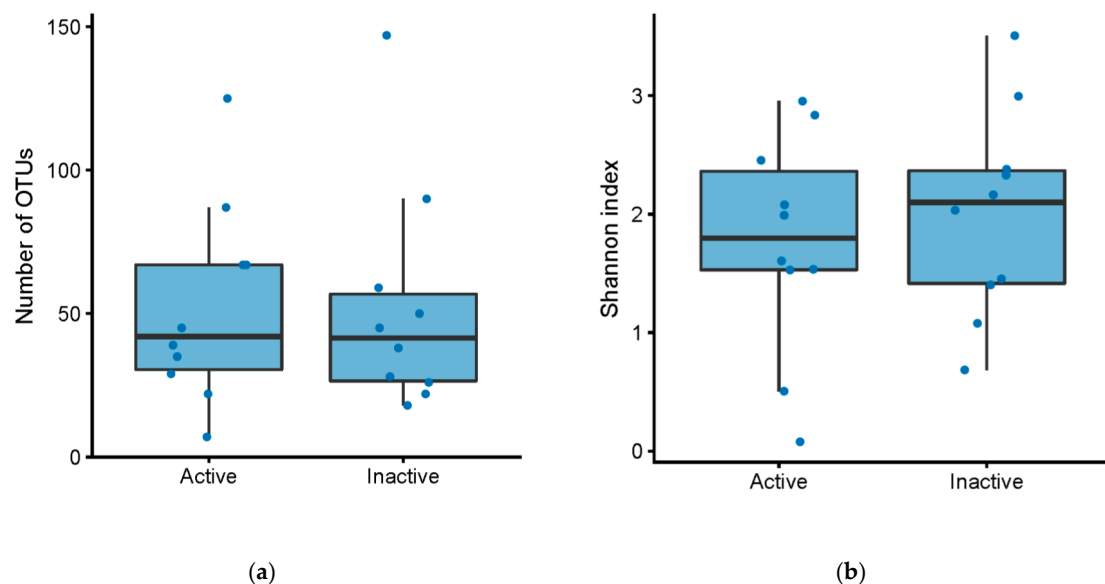 Number of OTUs
150
100
50
0
Active
Inactive
(a)
Shannon index
3
2
1
0
Active
Inactive
(b)